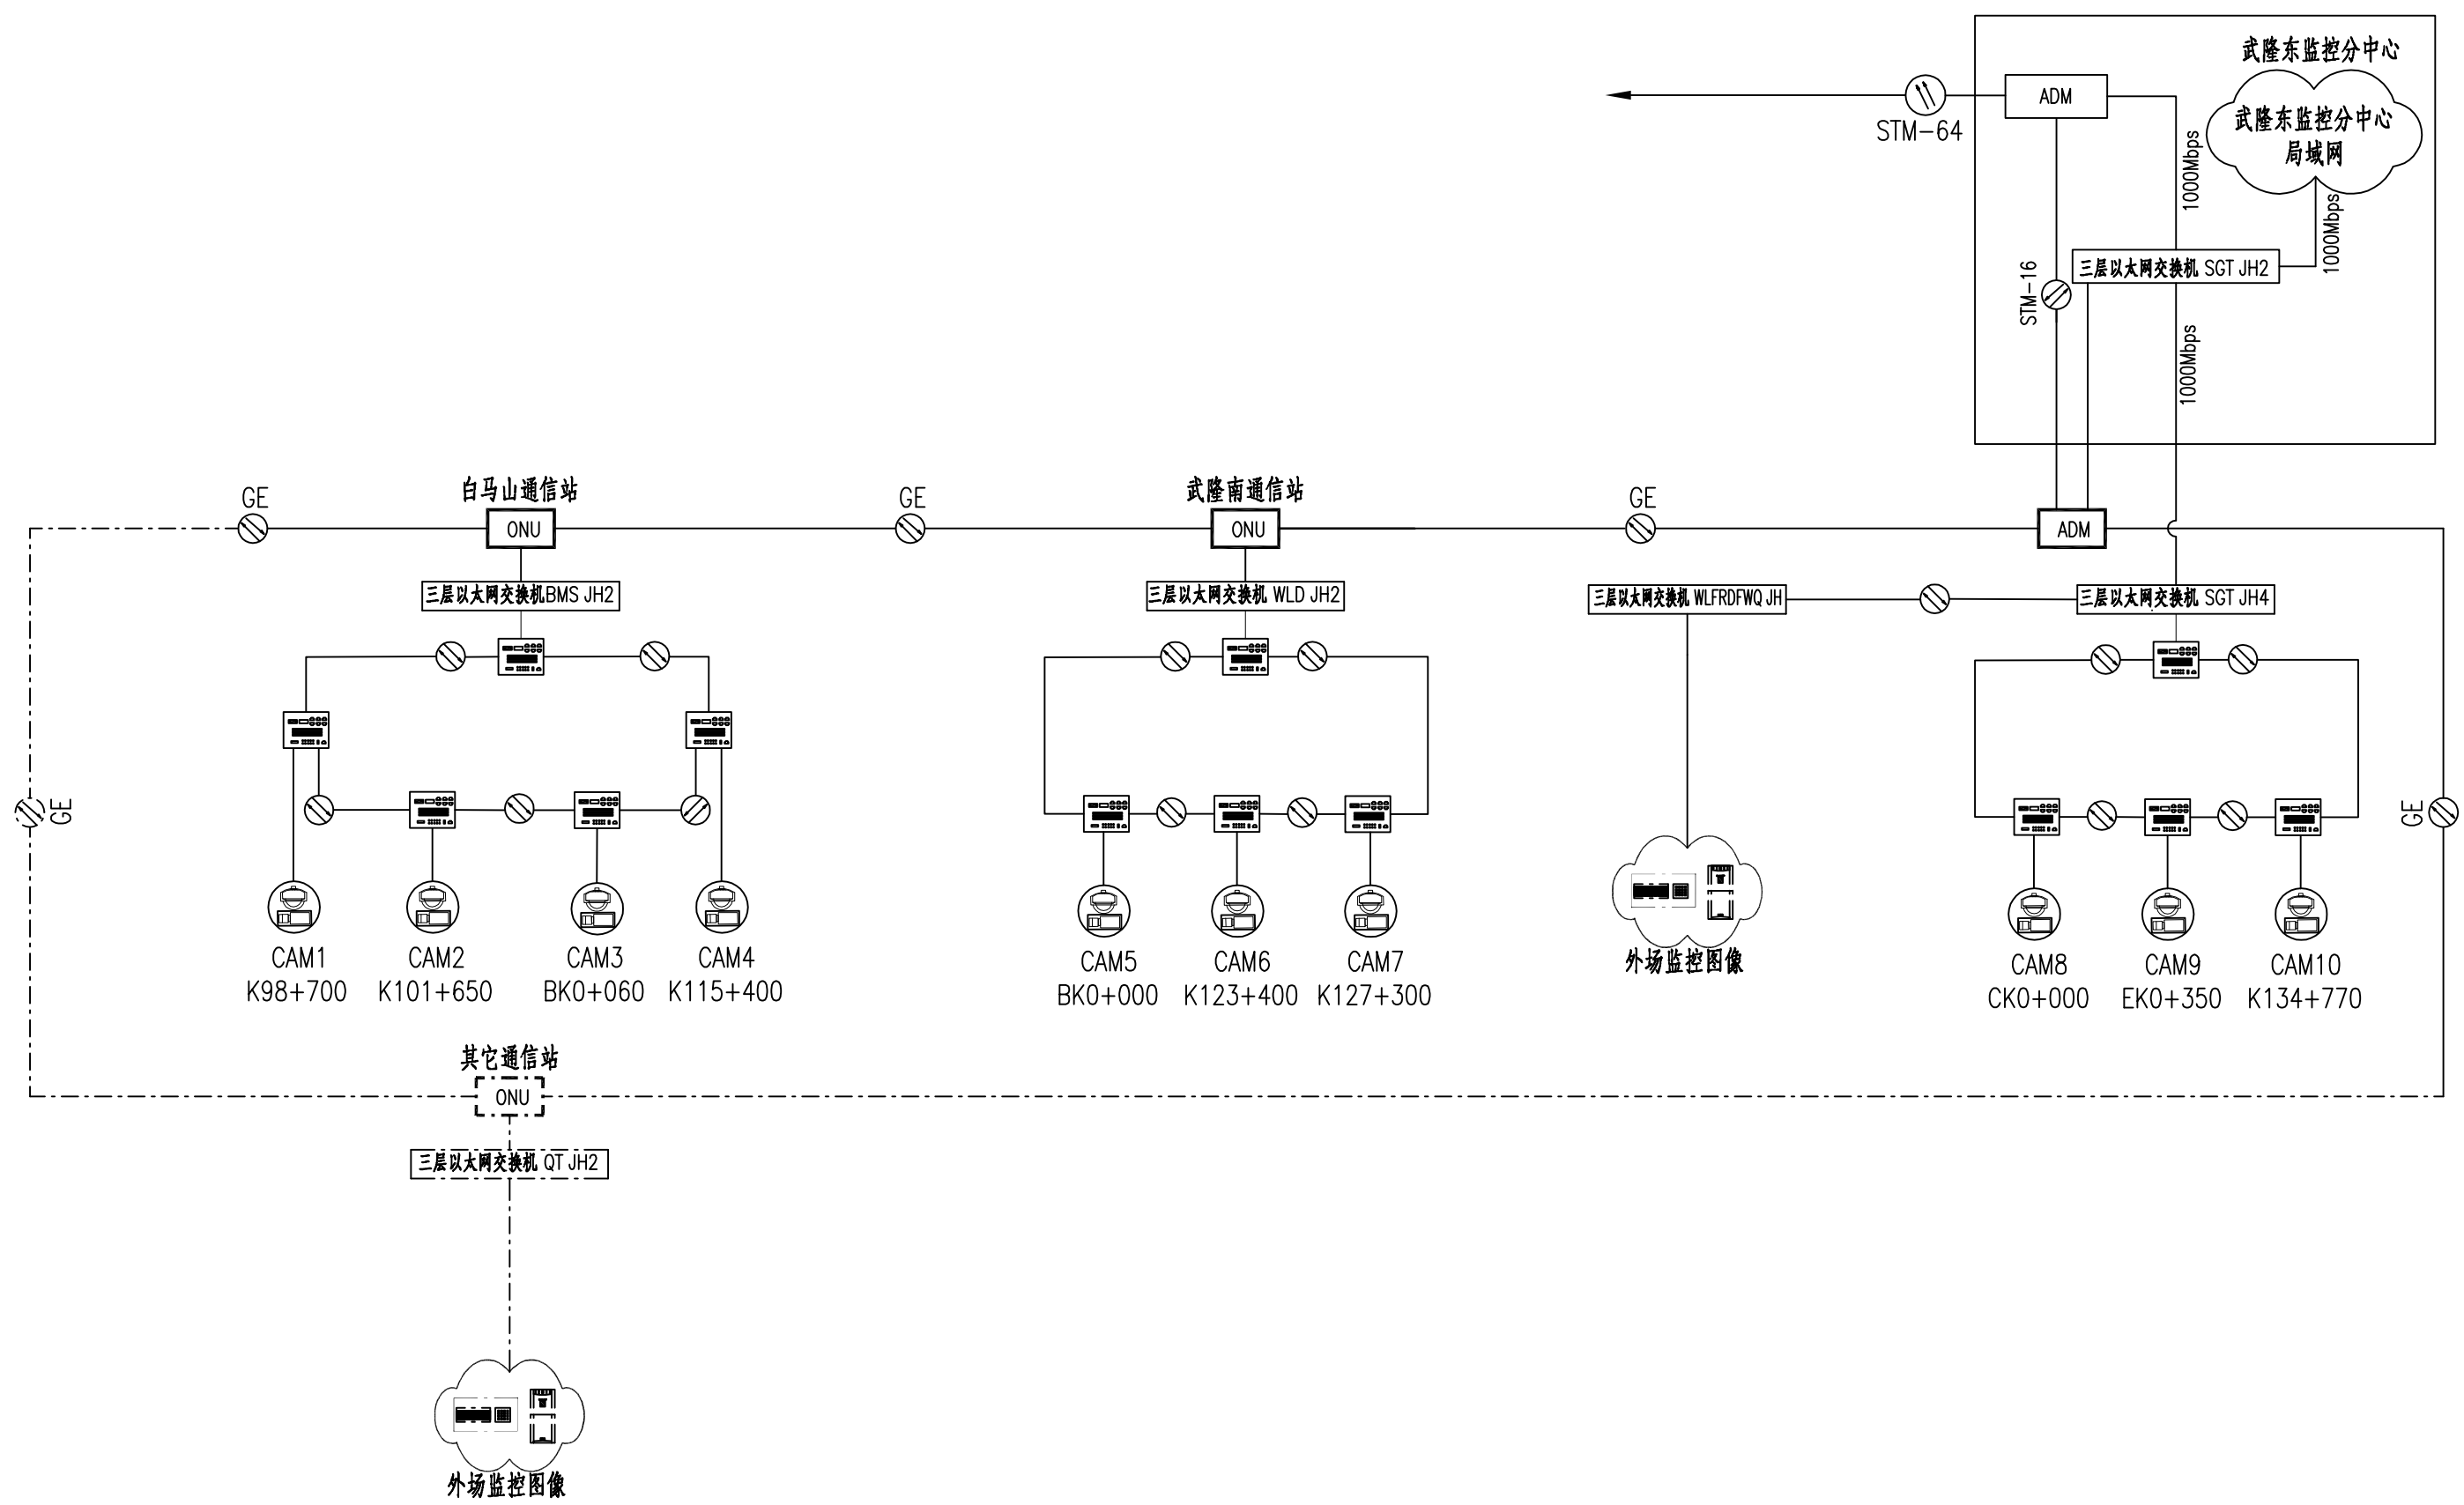 武隆东监控分中心
ADM
武隆东监控分中心
局域网
STM-64
1000Mbps
1000Mbps
三层以太网交换机 SGT JH2
STM-16
1000Mbps
GE
白马山通信站
ONU
GE
武隆南通信站
ONU
GE
ADM
三层以太网交换机BMS JH2
三层以太网交换机 WLD JH2
三层以太网交换机 WLFRDFWQ JH
三层以太网交换机 SGT JH4
GE
GE
CAM1
K98+700
CAM2
K101+650
CAM3
BK0+060
CAM4
K115+400
CAM5
BK0+000
CAM6
K123+400
CAM7
K127+300
外场监控图像
CAM8
CK0+000
CAM9
EK0+350
CAM10
K134+770
其它通信站
ONU
三层以太网交换机 QT JH2
外场监控图像